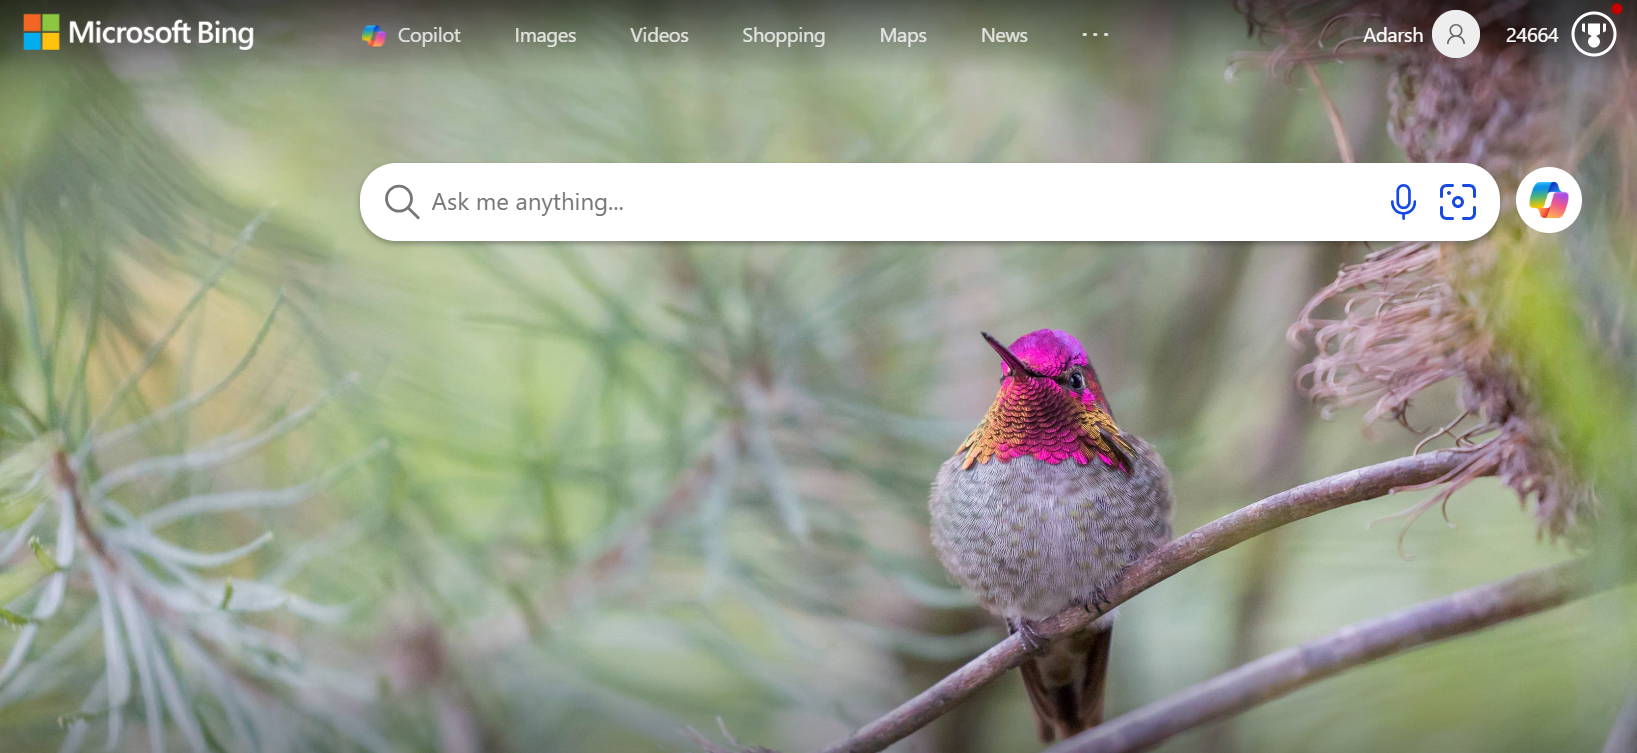 Microsoft Bing Copilot Images Videos Shopping Maps News Adarsh 24664
Ask me anything...